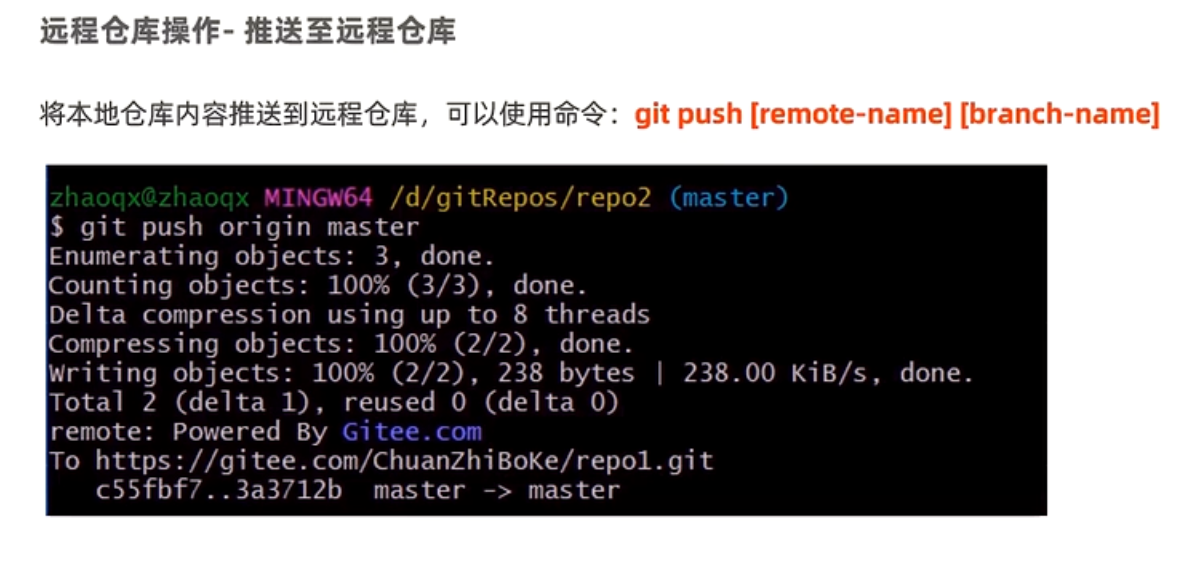 远程仓库操作- 推送至远程仓库
将本地仓库内容推送到远程仓库，可以使用命令：git push [remote-name] [branch-name]
zhaoqx@zhaoqx MINGW64 /d/gitRepos/repo2 (master)
$ git push origin master
Enumerating objects: 3, done.
Counting objects: 100% (3/3), done.
Delta compression using up to 8 threads
Compressing objects: 100% (2/2), done.
Writing objects: 100% (2/2), 238 bytes | 238.00 KiB/s, done.
Total 2 (delta 1), reused 0 (delta 0)
remote: Powered By Gitee.com
To https://gitee.com/ChuanZhiBoKe/repo1.git
   c55fbf7..3a3712b  master -> master